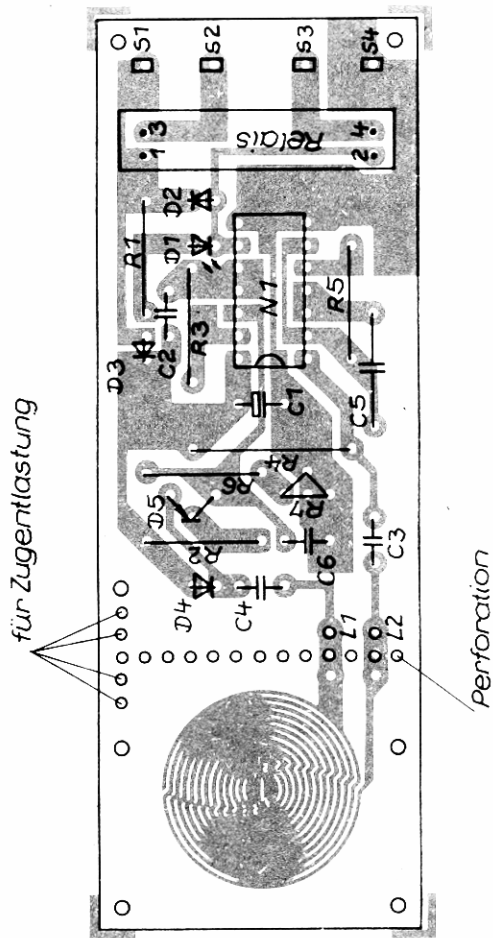 S1
S2
S3
S4
1
3
Relais
2
4
D2
D1
R1
D3
C2
R3
N1
R5
C1
C5
R4
R6
R7
D5
R2
C6
C3
D4
C4
L1
L2
für Zugentlastung
Perforation